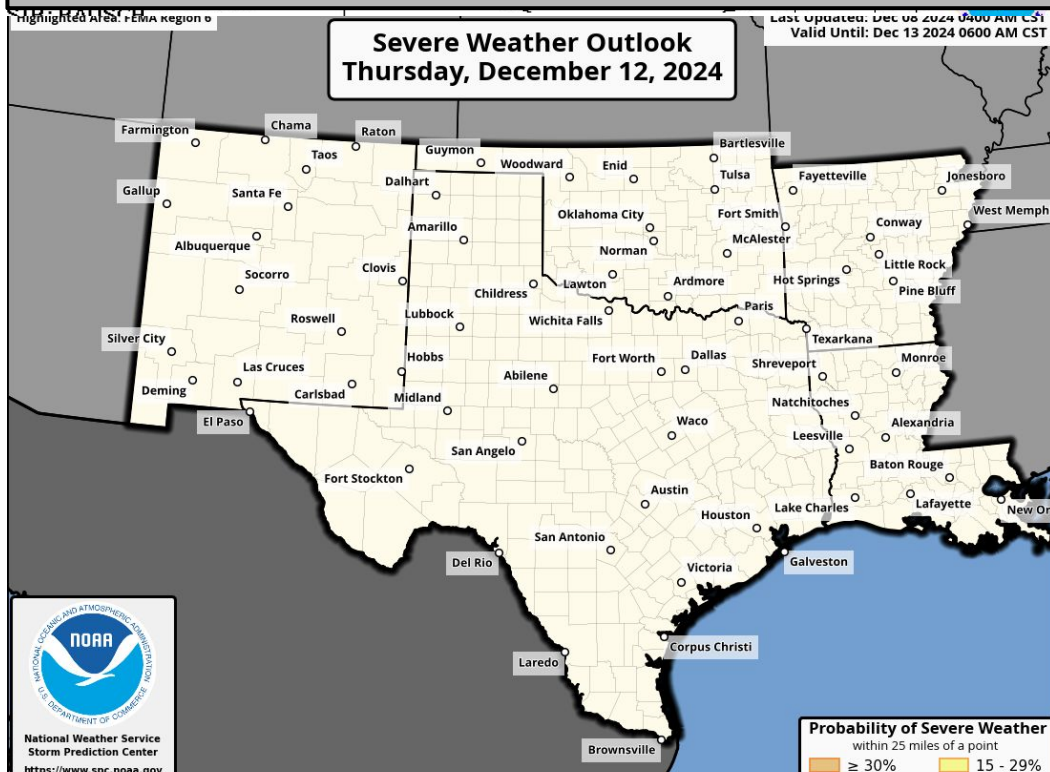 Highlighted Area: FEMA Region 6
Last Updated: Dec 08 2024 0400 AM CST
Valid Until: Dec 13 2024 0600 AM CST
Severe Weather Outlook
Thursday, December 12, 2024
Farmington
Chama
Raton
Taos
Guymon
Woodward
Enid
Bartlesville
Tulsa
Fayetteville
Jonesboro
Gallup
Santa Fe
Dalhart
Oklahoma City
Fort Smith
West Memph
Albuquerque
Amarillo
Norman
McAlester
Conway
Socorro
Clovis
Childress
Lawton
Ardmore
Hot Springs
Little Rock
Pine Bluff
Roswell
Lubbock
Wichita Falls
Paris
Texarkana
Silver City
Las Cruces
Hobbs
Fort Worth
Dallas
Shreveport
Monroe
Deming
Carlsbad
Midland
Abilene
Natchitoches
El Paso
Waco
Leesville
Alexandria
San Angelo
Fort Stockton
Baton Rouge
Austin
Houston
Lake Charles
Lafayette
New Or
Del Rio
San Antonio
Galveston
Victoria
Laredo
Corpus Christi
Brownsville
NATIONAL OCEANIC AND ATMOSPHERIC ADMINISTRATION
NOAA
U.S. DEPARTMENT OF COMMERCE
National Weather Service
Storm Prediction Center
https://www.spc.noaa.gov
Probability of Severe Weather
within 25 miles of a point
≥ 30%
15 - 29%